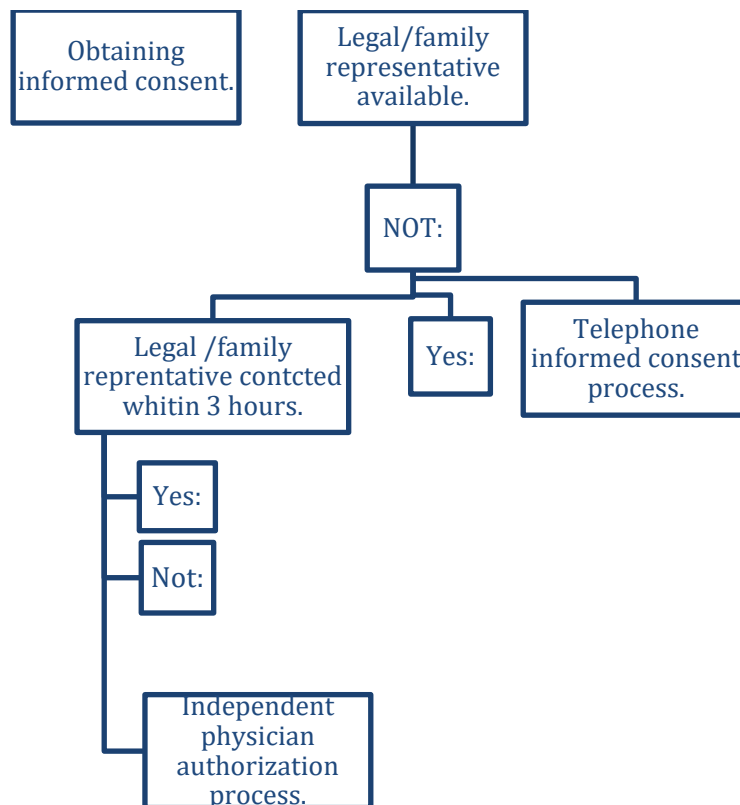 Obtaining
informed consent.
Legal/family
representative
available.
NOT:
Legal /family
reprentative contcted
whitin 3 hours.
Yes:
Telephone
informed consent
process.
Yes:
Not:
Independent
physician
authorization
process.